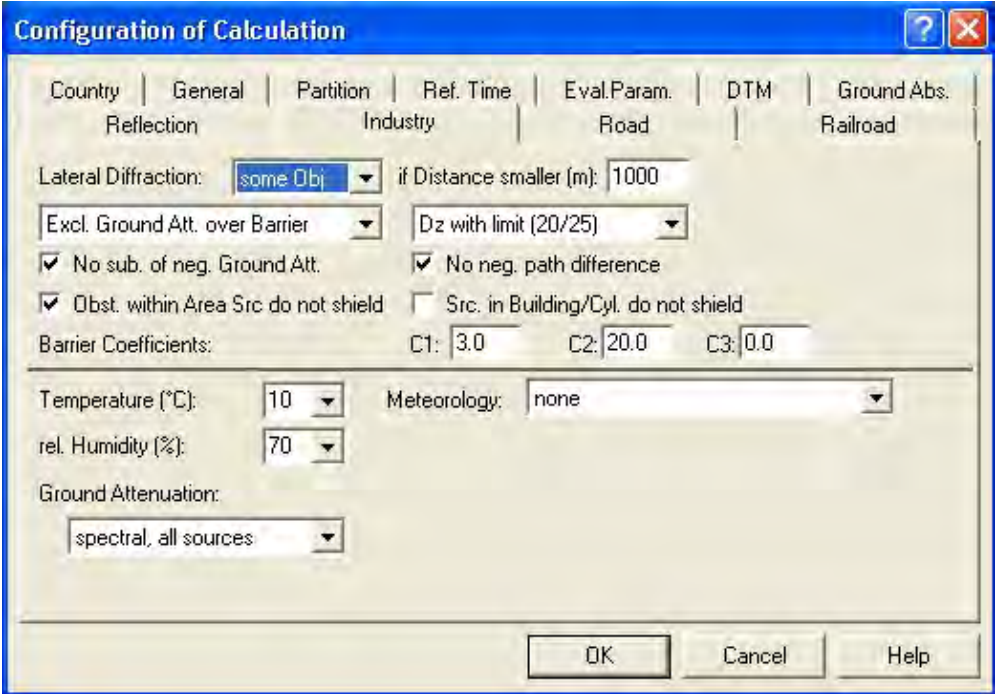 Configuration of Calculation
Country General Partition Ref. Time Eval.Param. DTM Ground Abs.
Reflection Industry Road Railroad
Lateral Diffraction: some Obj if Distance smaller (m): 1000
Excl. Ground Att. over Barrier Dz with limit (20/25)
No sub. of neg. Ground Att. No neg. path difference
Obst. within Area Src do not shield Src. in Building/Cyl. do not shield
Barrier Coefficients: C1: 3.0 C2: 20.0 C3: 0.0
Temperature (°C): 10 Meteorology: none
rel. Humidity (%): 70
Ground Attenuation:
spectral, all sources
OK Cancel Help